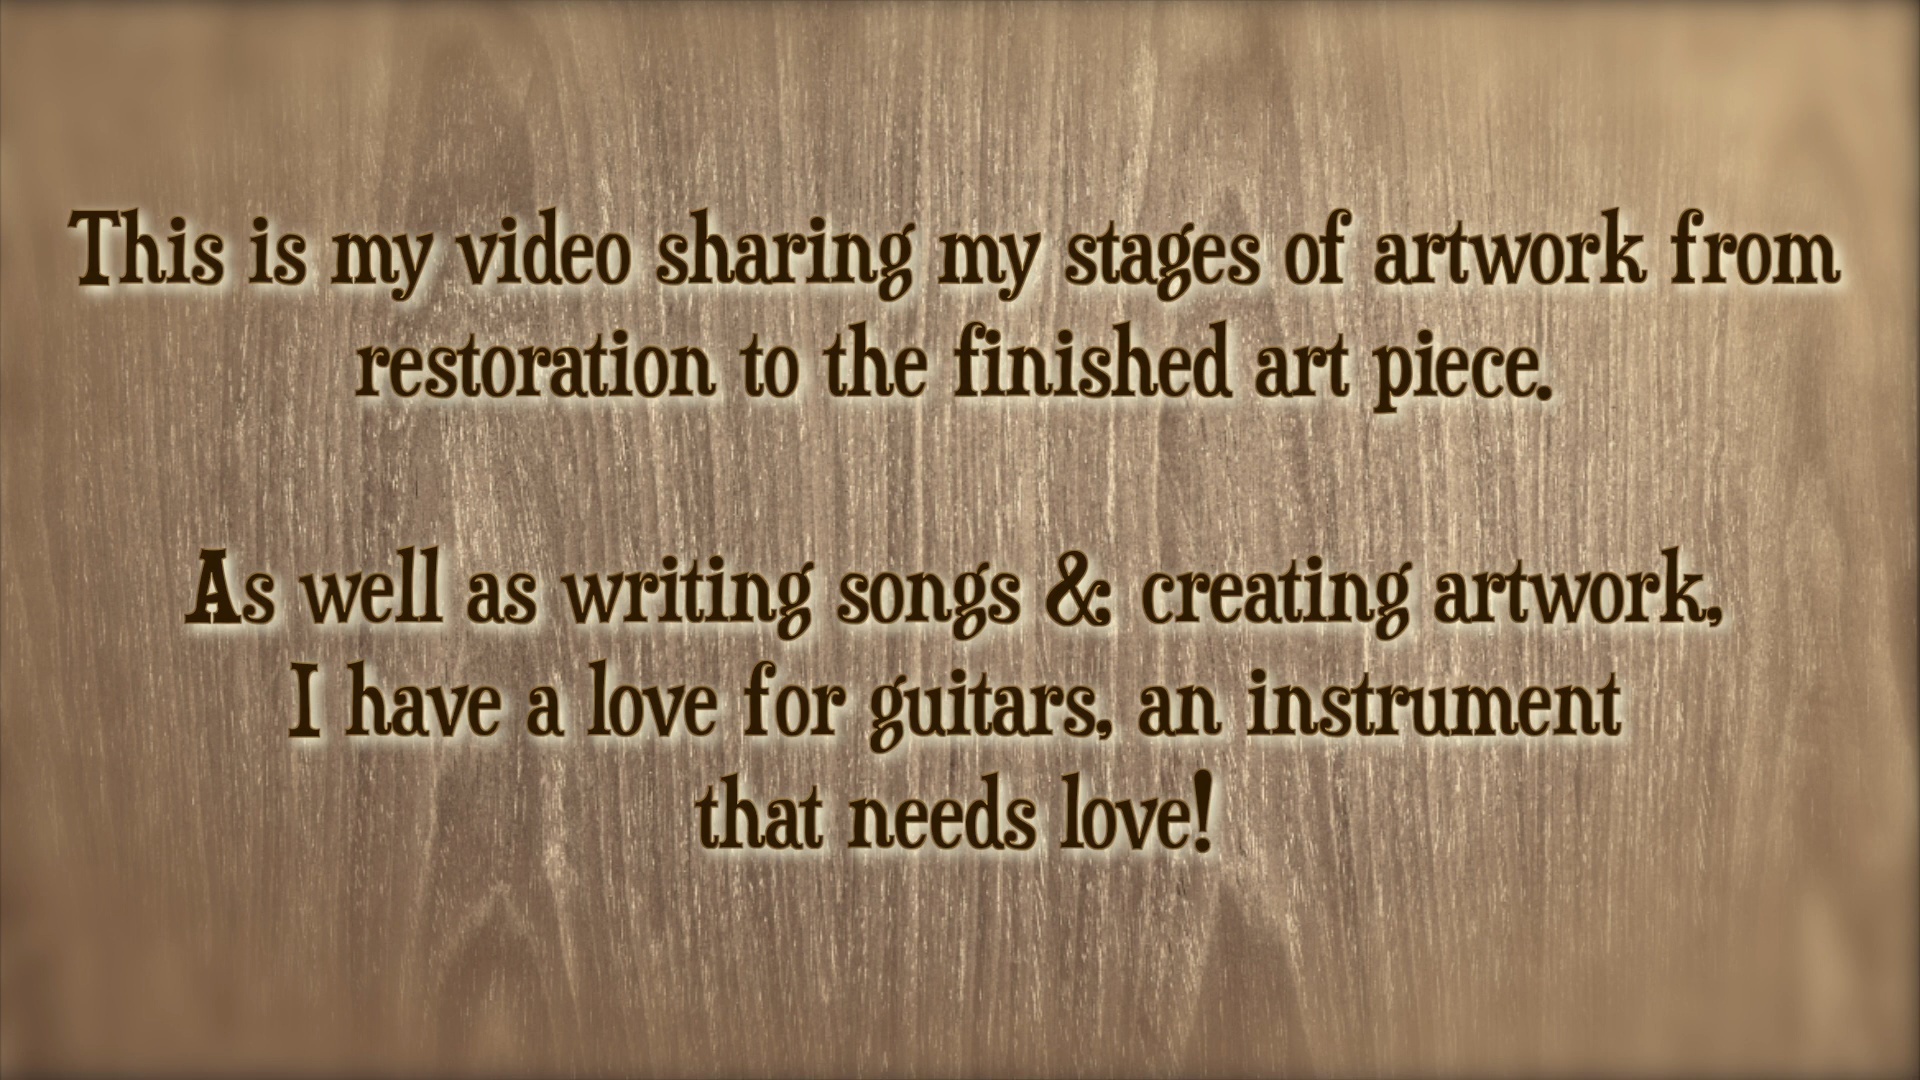 This is my video sharing my stages of artwork from
restoration to the finished art piece.
As well as writing songs & creating artwork,
I have a love for guitars, an instrument
that needs love!